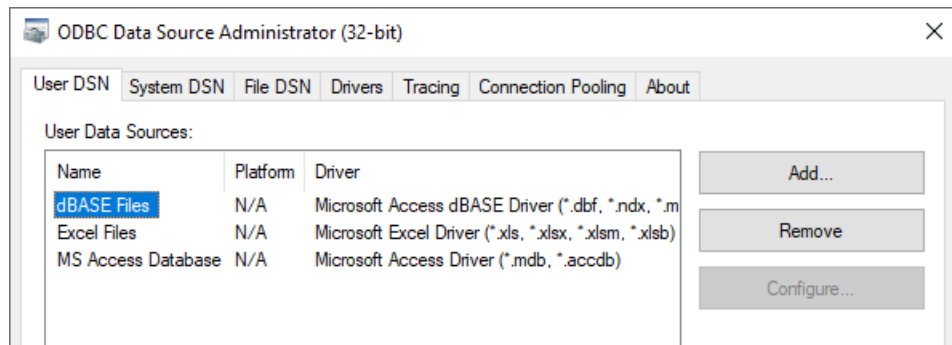 ODBC Data Source Administrator (32-bit)
User DSN System DSN File DSN Drivers Tracing Connection Pooling About
User Data Sources:
Name Platform Driver
dBASE Files N/A Microsoft Access dBASE Driver (*.dbf, *.ndx, *.m
Excel Files N/A Microsoft Excel Driver (*.xls, *.xlsx, *.xlsm, *.xlsb)
MS Access Database N/A Microsoft Access Driver (*.mdb, *.accdb)
Add...
Remove
Configure...